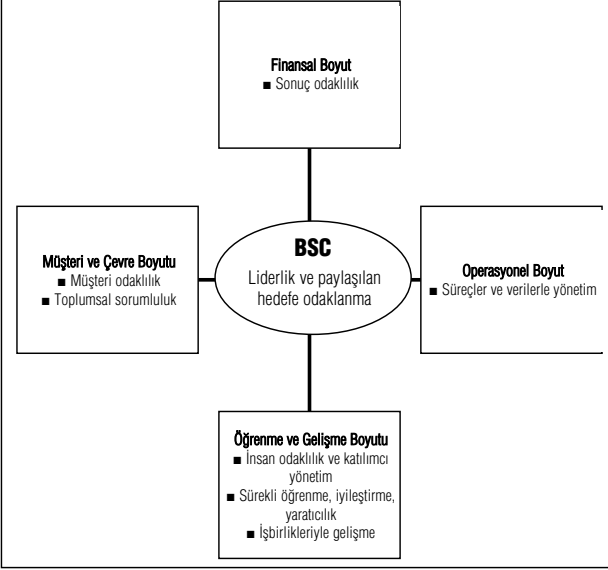 Finansal Boyut
■ Sonuç odaklılık
Müşteri ve Çevre Boyutu
■ Müşteri odaklılık
■ Toplumsal sorumluluk
BSC
Liderlik ve paylaşılan
hedefe odaklanma
Operasyonel Boyut
■ Süreçler ve verilerle yönetim
Öğrenme ve Gelişme Boyutu
■ İnsan odaklılık ve katılımcı
yönetim
■ Sürekli öğrenme, iyileştirme,
yaratıcılık
■ İşbirlikleriyle gelişme